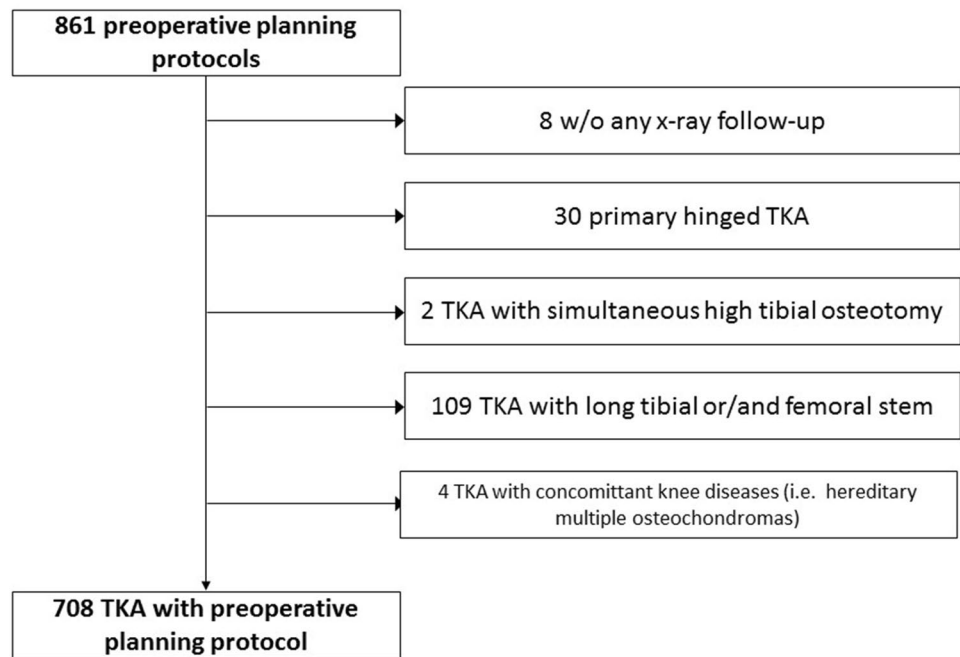 861 preoperative planning
protocols
8 w/o any x-ray follow-up
30 primary hinged TKA
2 TKA with simultaneous high tibial osteotomy
109 TKA with long tibial or/and femoral stem
4 TKA with concomittant knee diseases (i.e. hereditary
multiple osteochondromas)
708 TKA with preoperative
planning protocol